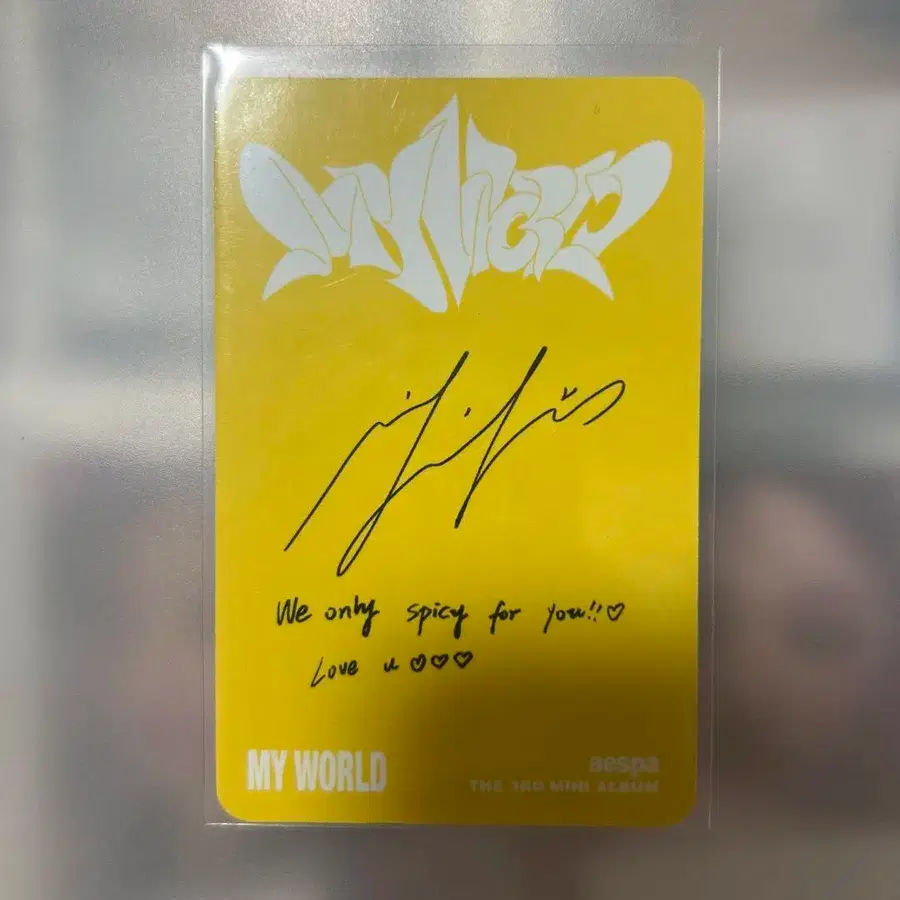 MY WORLD
We only spicy for you!!♡
Love u ♡♡♡
MY WORLD
aespa
THE 3RD MINI ALBUM